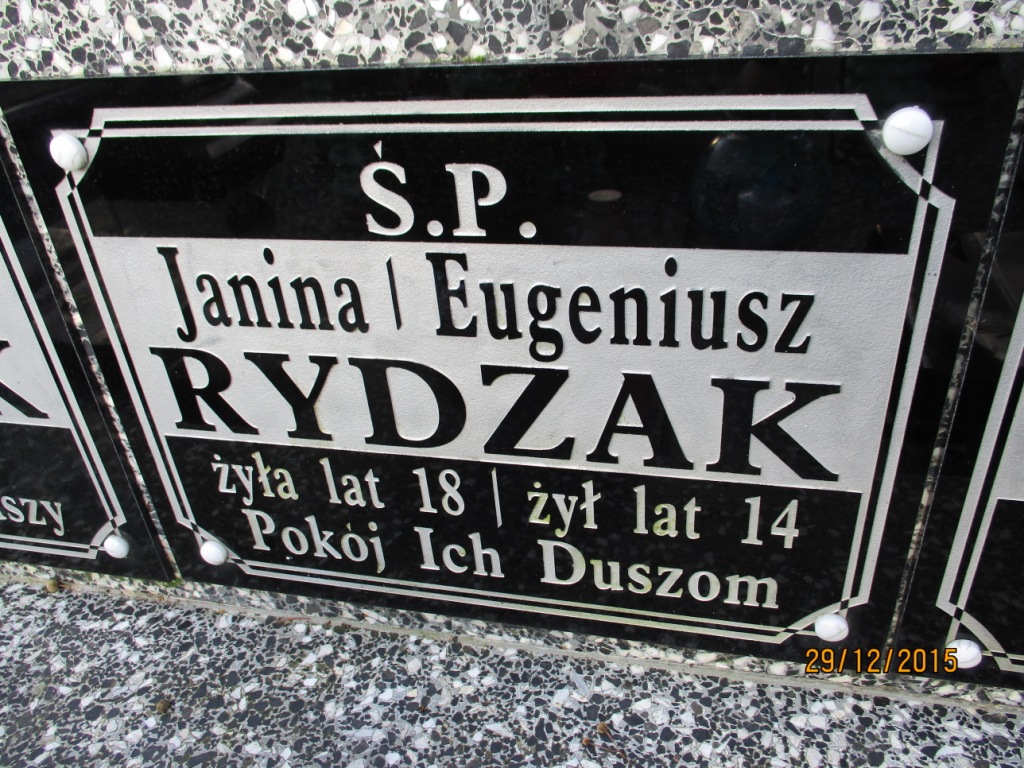 Ś.P.
Janina | Eugeniusz
RYDZAK
żyła lat 18 | żył lat 14
Pokój Ich Duszom
29/12/2015